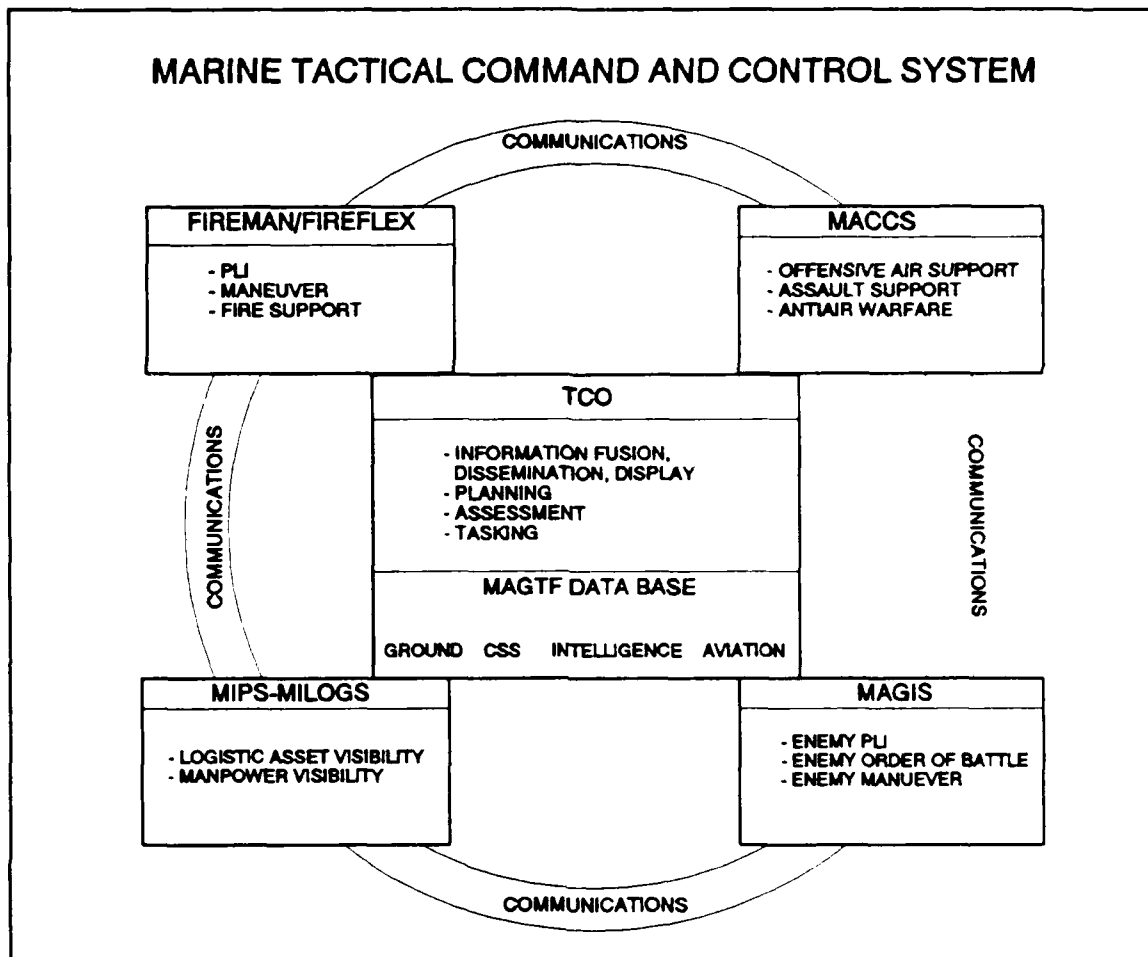 MARINE TACTICAL COMMAND AND CONTROL SYSTEM
COMMUNICATIONS
FIREMAN/FIREFLEX
- PLI
- MANEUVER
- FIRE SUPPORT
MACCS
- OFFENSIVE AIR SUPPORT
- ASSAULT SUPPORT
- ANTIAIR WARFARE
COMMUNICATIONS
TCO
- INFORMATION FUSION,
DISSEMINATION, DISPLAY
- PLANNING
- ASSESSMENT
- TASKING
MAGTF DATA BASE
GROUND CSS INTELLIGENCE AVIATION
COMMUNICATIONS
MIPS-MILOGS
- LOGISTIC ASSET VISIBILITY
- MANPOWER VISIBILITY
MAGIS
- ENEMY PLI
- ENEMY ORDER OF BATTLE
- ENEMY MANUEVER
COMMUNICATIONS